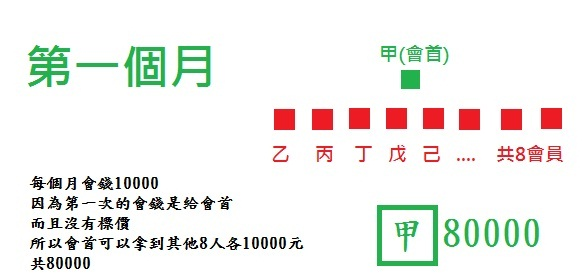 第一個月
甲(會首)
乙 丙 丁 戊 己 .... 共8會員
每個月會錢10000
因為第一次的會錢是給會首
而且沒有標價
所以會首可以拿到其他8人各10000元
共80000
甲 80000